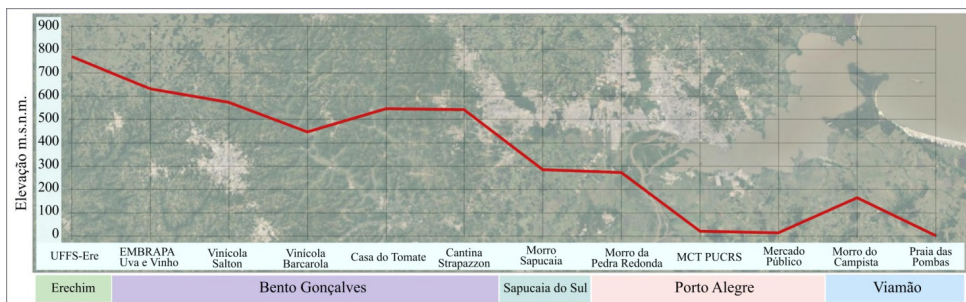 900
800
700
600
500
400
300
200
100
0
Elevação m.s.n.m.
UFFS-Ere
EMBRAPA
Uva e Vinho
Vinícola
Salton
Vinícola
Barcarola
Casa do Tomate
Cantina
Strapazzon
Morro
Sapucaia
Morro da
Pedra Redonda
MCT PUCRS
Mercado
Público
Morro do
Campista
Praia das
Pombas
Erechim
Bento Gonçalves
Sapucaia do Sul
Porto Alegre
Viamão